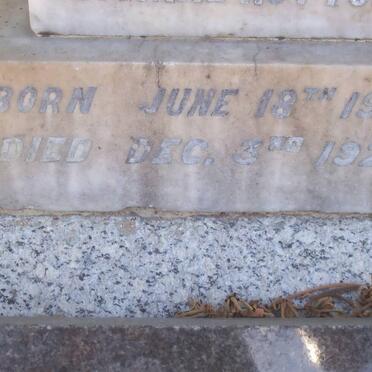 BORN JUNE 18TH 19
DIED DEC. 3RD 192